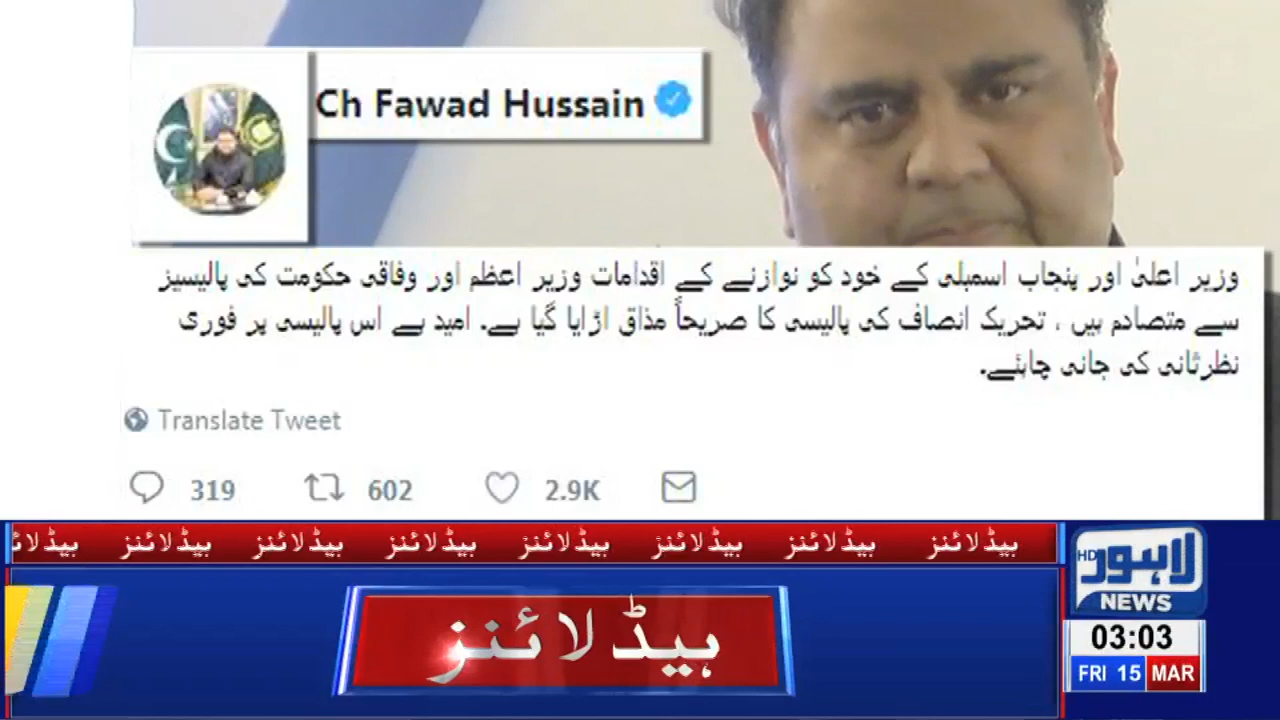 Ch Fawad Hussain
وزیر اعلیٰ اور پنجاب اسمبلی کے خود کو نوازنے کے اقدامات وزیر اعظم اور وفاقی حکومت کی پالیسیز
سے متصادم ہیں ، تحریک انصاف کی پالیسی کا صریحاً مذاق اڑایا گیا ہے۔ امید ہے اس پالیسی پر فوری
نظرثانی کی جانی چاہئے۔
Translate Tweet
319 602 2.9K
ہیڈلائنز ہیڈلائنز ہیڈلائنز ہیڈلائنز ہیڈلائنز ہیڈلائنز ہیڈلائنز ہیڈلائ
ہیڈلائنز
لاہور HD
NEWS
03:03
FRI 15 MAR